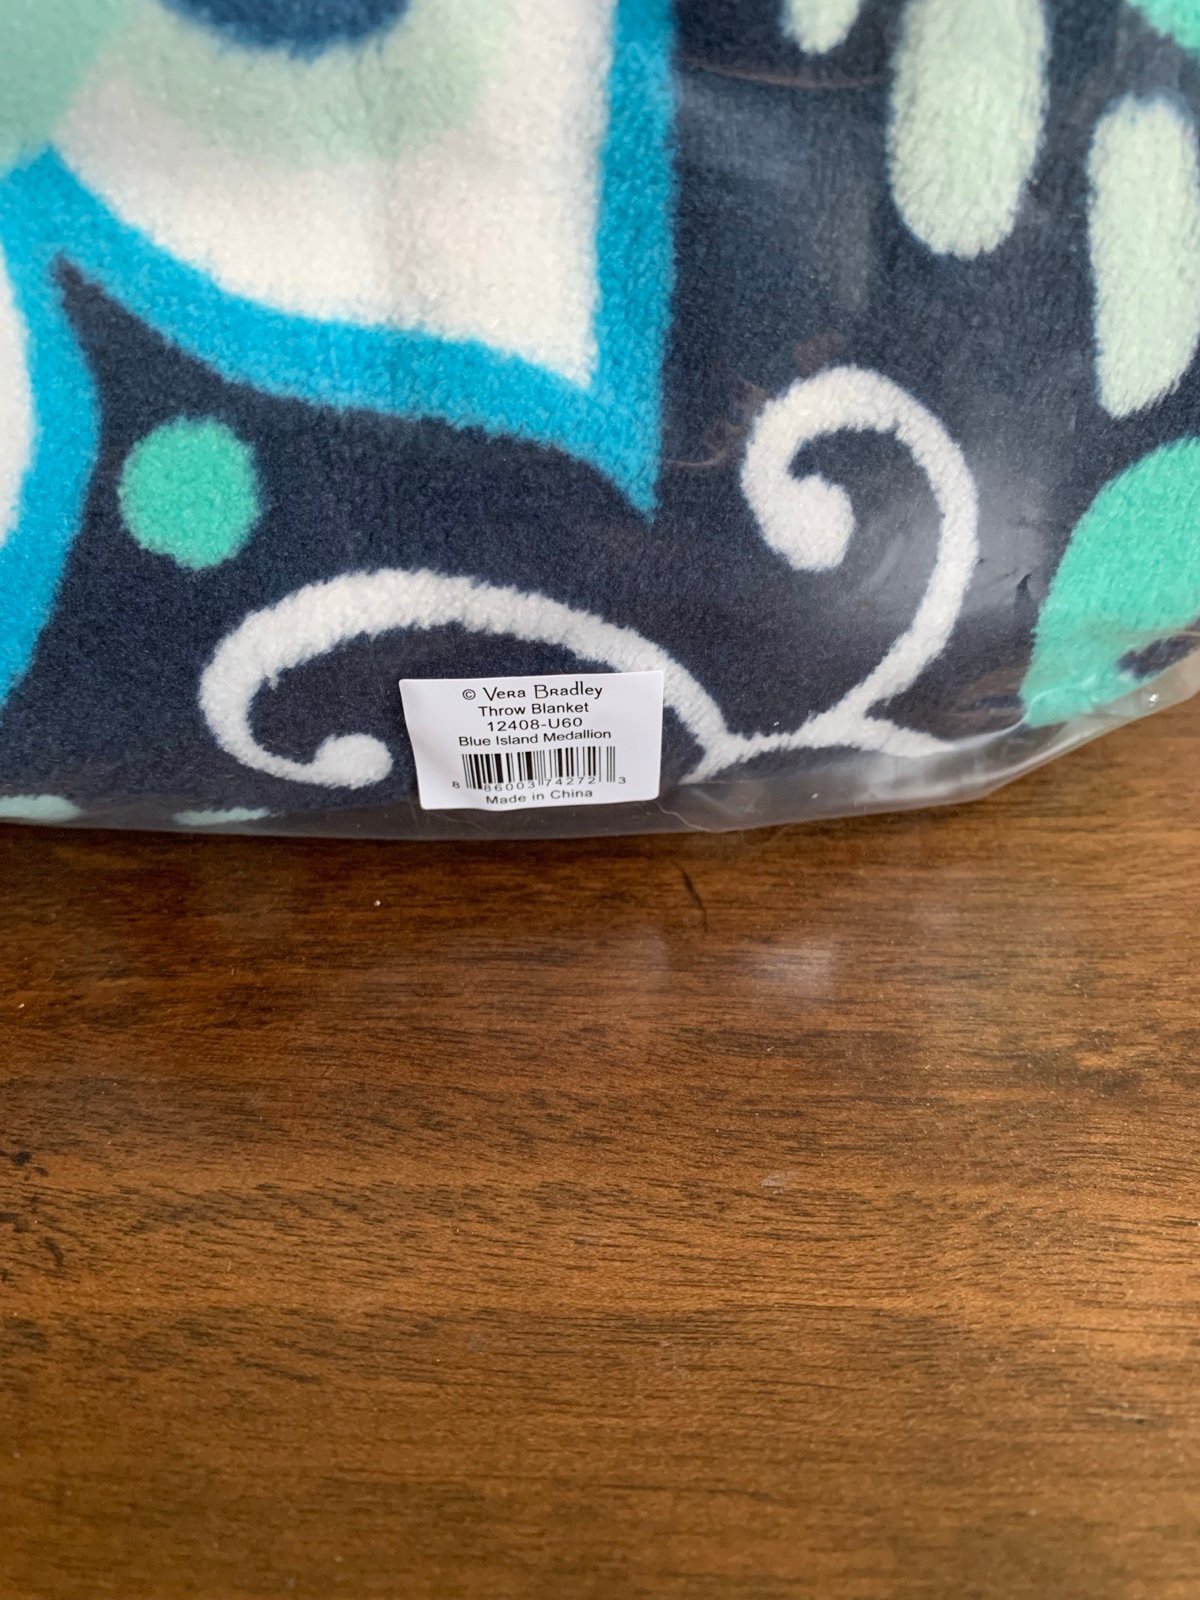 © Vera Bradley
Throw Blanket
12408-U60
Blue Island Medallion
8 86003 74272 3
Made in China